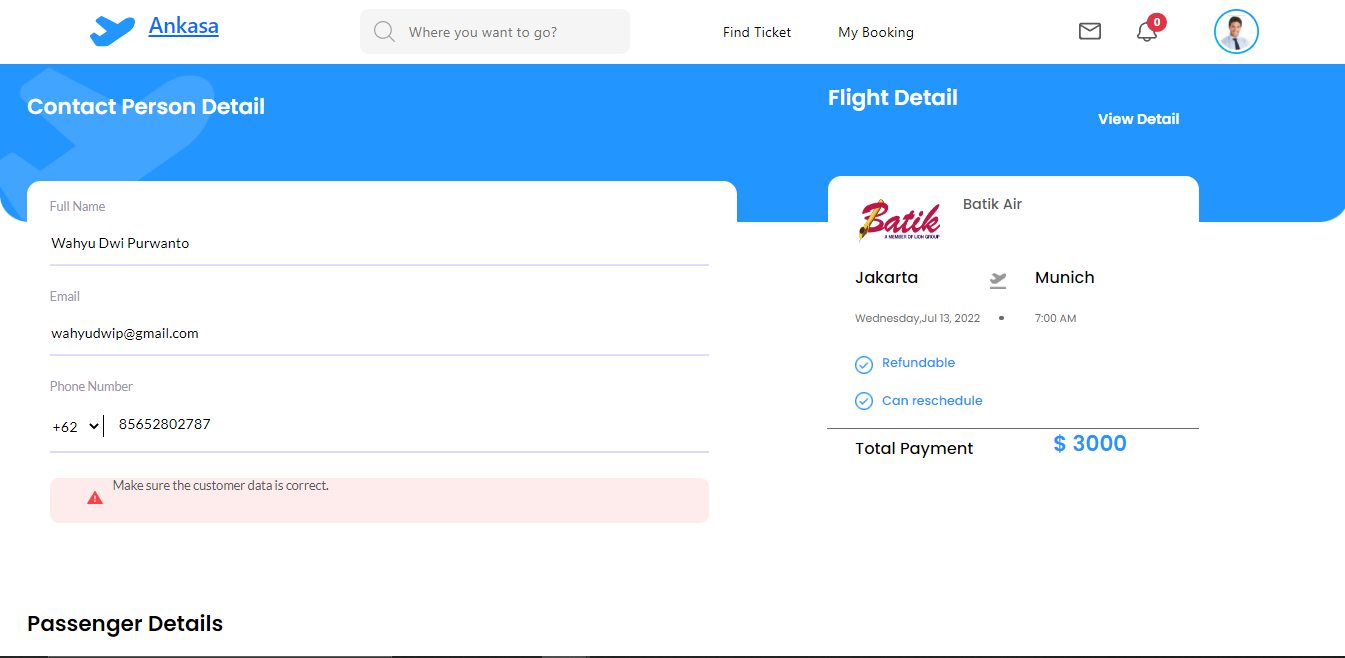 Ankasa
Where you want to go?
Find Ticket
My Booking
0
Contact Person Detail
Full Name
Wahyu Dwi Purwanto
Email
wahyudwip@gmail.com
Phone Number
+62
85652802787
Make sure the customer data is correct.
Flight Detail
View Detail
Batik
A MEMBER OF LION GROUP
Batik Air
Jakarta
Munich
Wednesday,Jul 13, 2022 • 7:00 AM
Refundable
Can reschedule
Total Payment
$ 3000
Passenger Details